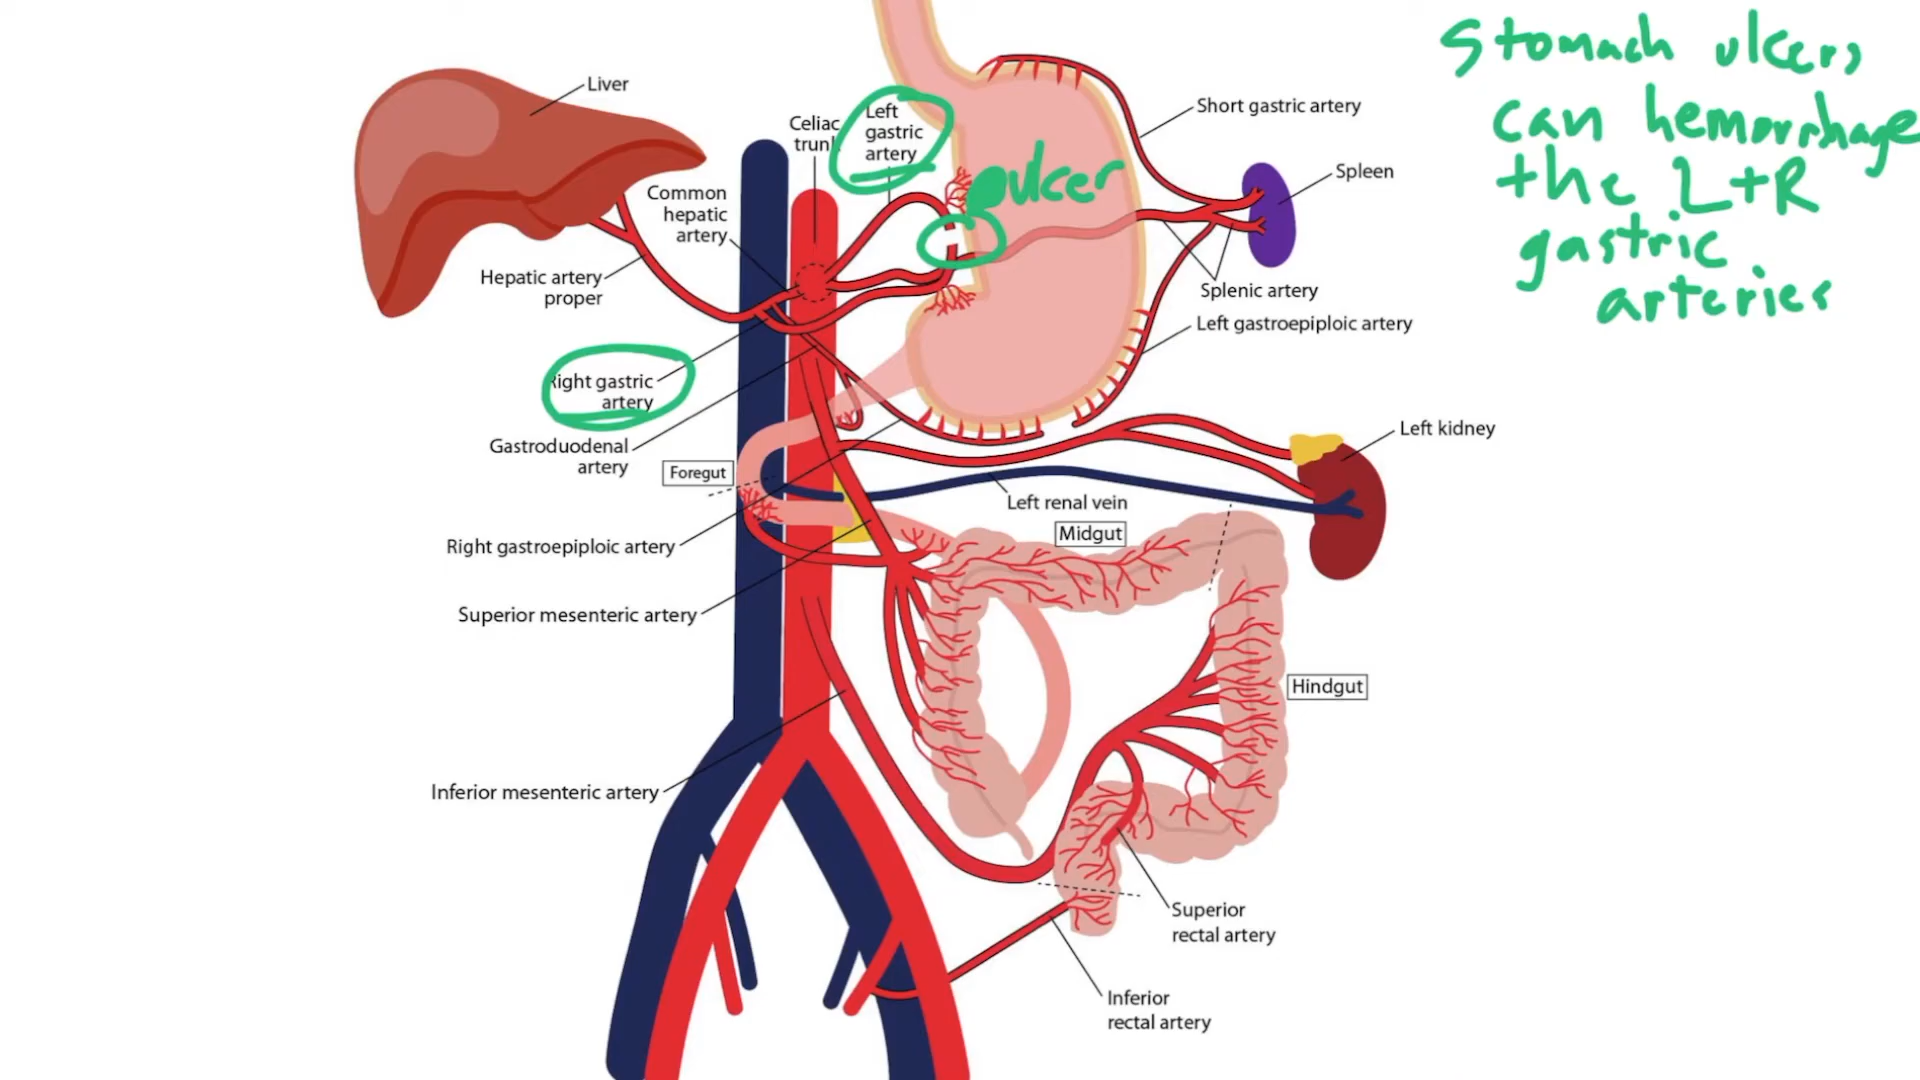 Stomach ulcers
can hemorrhage
the L+R
gastric
arteries
Liver
Short gastric artery
Left
gastric
artery
Celiac
trunk
ulcer
Spleen
Common
hepatic
artery
Hepatic artery
proper
Splenic artery
Left gastroepiploic artery
Right gastric
artery
Gastroduodenal
artery
Foregut
Left kidney
Left renal vein
Midgut
Right gastroepiploic artery
Superior mesenteric artery
Hindgut
Inferior mesenteric artery
Superior
rectal artery
Inferior
rectal artery